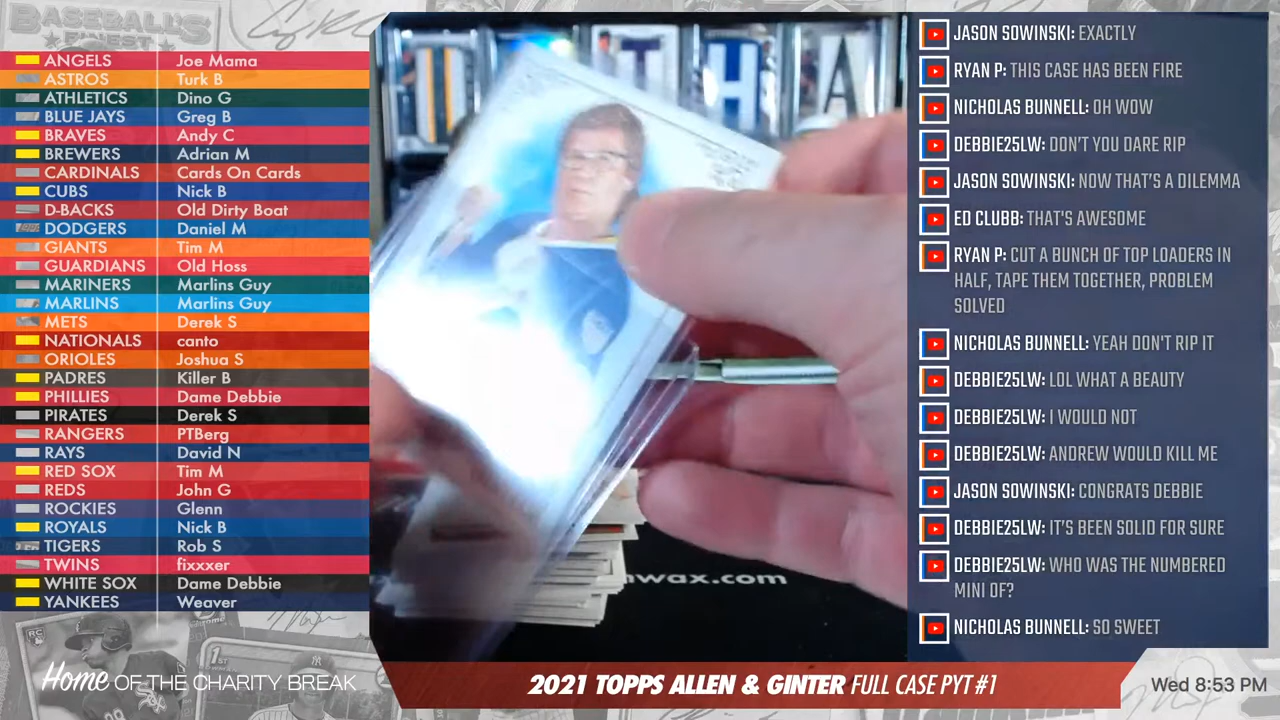 BASEBALL'S
FINEST
ANGELS Joe Mama
ASTROS Turk B
ATHLETICS Dino G
BLUE JAYS Greg B
BRAVES Andy C
BREWERS Adrian M
CARDINALS Cards On Cards
CUBS Nick B
D-BACKS Old Dirty Boat
DODGERS Daniel M
GIANTS Tim M
GUARDIANS Old Hoss
MARINERS Marlins Guy
MARLINS Marlins Guy
METS Derek S
NATIONALS canto
ORIOLES Joshua S
PADRES Killer B
PHILLIES Dame Debbie
PIRATES Derek S
RANGERS PTBerg
RAYS David N
RED SOX Tim M
REDS John G
ROCKIES Glenn
ROYALS Nick B
TIGERS Rob S
TWINS fixxxer
WHITE SOX Dame Debbie
YANKEES Weaver
RC
1st
Home OF THE CHARITY BREAK
T H A
nwax.com
JASON SOWINSKI: EXACTLY
RYAN P: THIS CASE HAS BEEN FIRE
NICHOLAS BUNNELL: OH WOW
DEBBIE25LW: DON'T YOU DARE RIP
JASON SOWINSKI: NOW THAT'S A DILEMMA
ED CLUBB: THAT'S AWESOME
RYAN P: CUT A BUNCH OF TOP LOADERS IN
HALF, TAPE THEM TOGETHER, PROBLEM
SOLVED
NICHOLAS BUNNELL: YEAH DON'T RIP IT
DEBBIE25LW: LOL WHAT A BEAUTY
DEBBIE25LW: I WOULD NOT
DEBBIE25LW: ANDREW WOULD KILL ME
JASON SOWINSKI: CONGRATS DEBBIE
DEBBIE25LW: IT'S BEEN SOLID FOR SURE
DEBBIE25LW: WHO WAS THE NUMBERED
MINI OF?
NICHOLAS BUNNELL: SO SWEET
2021 TOPPS ALLEN & GINTER FULL CASE PYT #1
Wed 8:53 PM